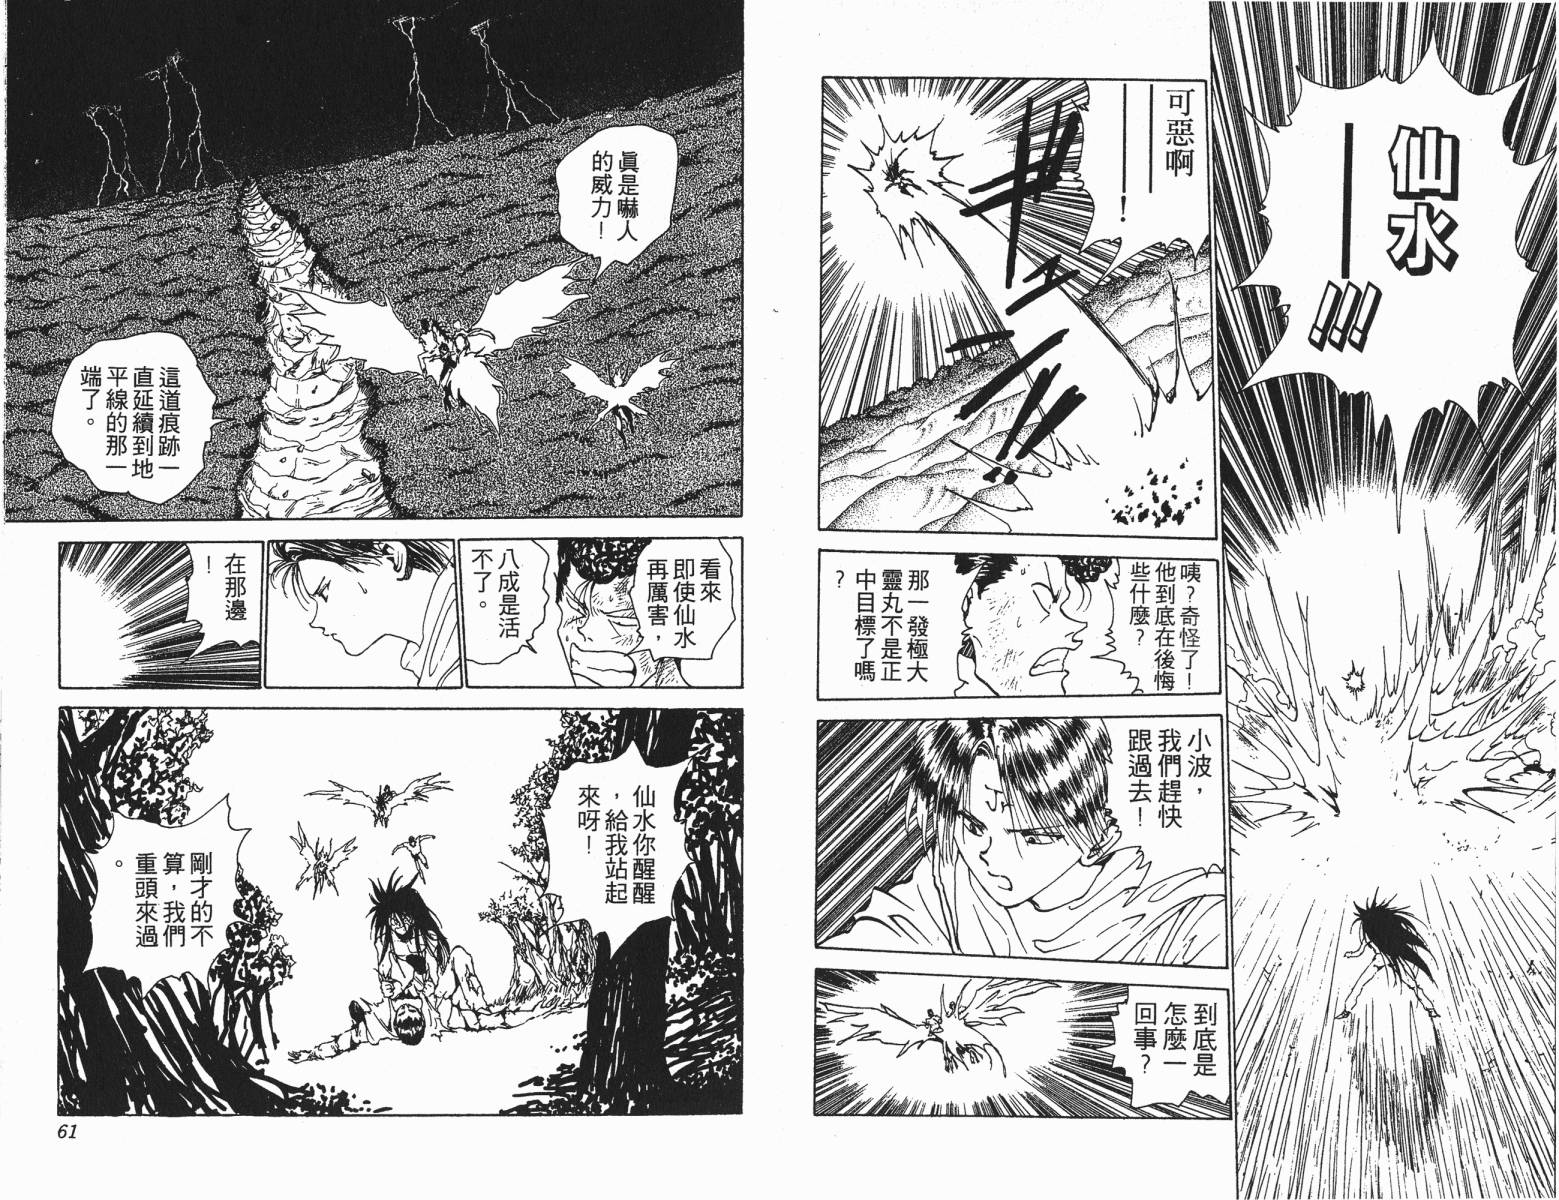 仙水
——!!!
可惡啊
——!
咦？奇怪了！
他到底在後悔
些什麼？
那一發極大
靈丸不是正
中目標了嗎
？
小波，
我們趕快
跟過去！
到底是
怎麼一
回事？
眞是嚇人
的威力！
這道痕跡一
直延續到地
平線的那一
端了。
看來
即使仙水
再厲害，
八成是活
不了。
在那邊
！
仙水你醒醒
，給我站起
來呀！
剛才的不
算，我們
重頭來過
。
61